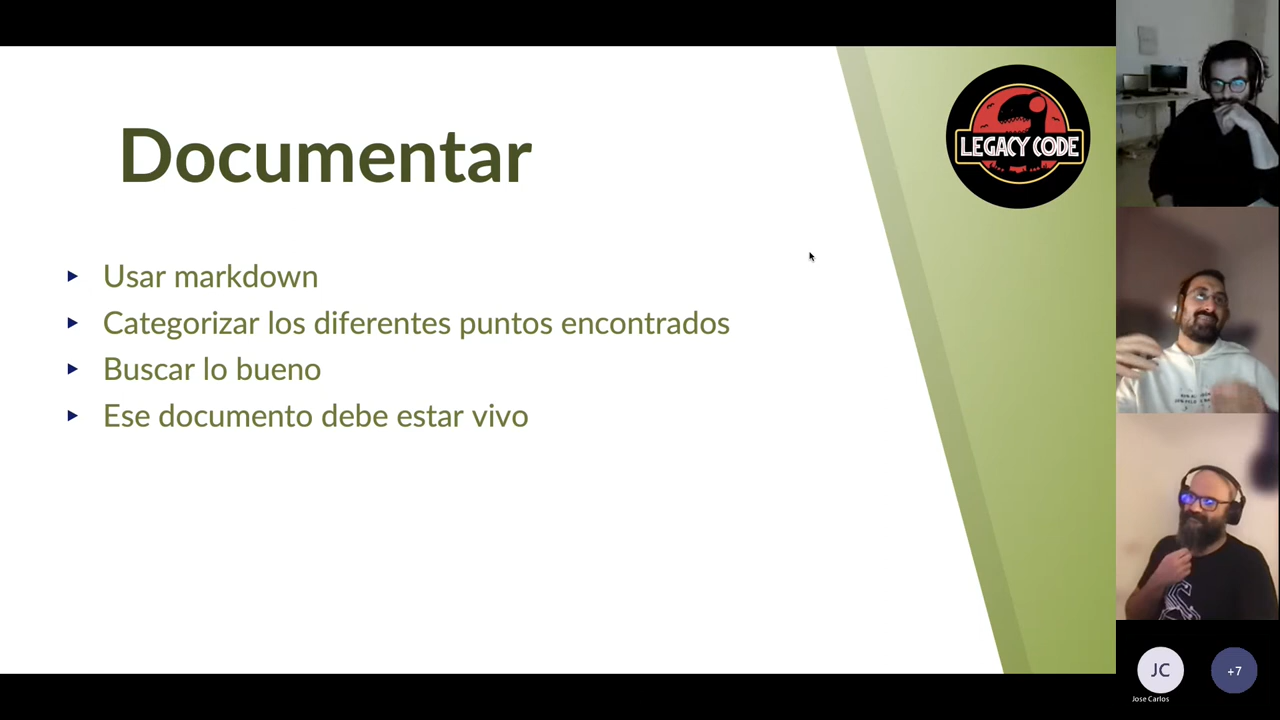 Documentar
LEGACY CODE
Usar markdown
Categorizar los diferentes puntos encontrados
Buscar lo bueno
Ese documento debe estar vivo
JC
+7
Jose Carlos